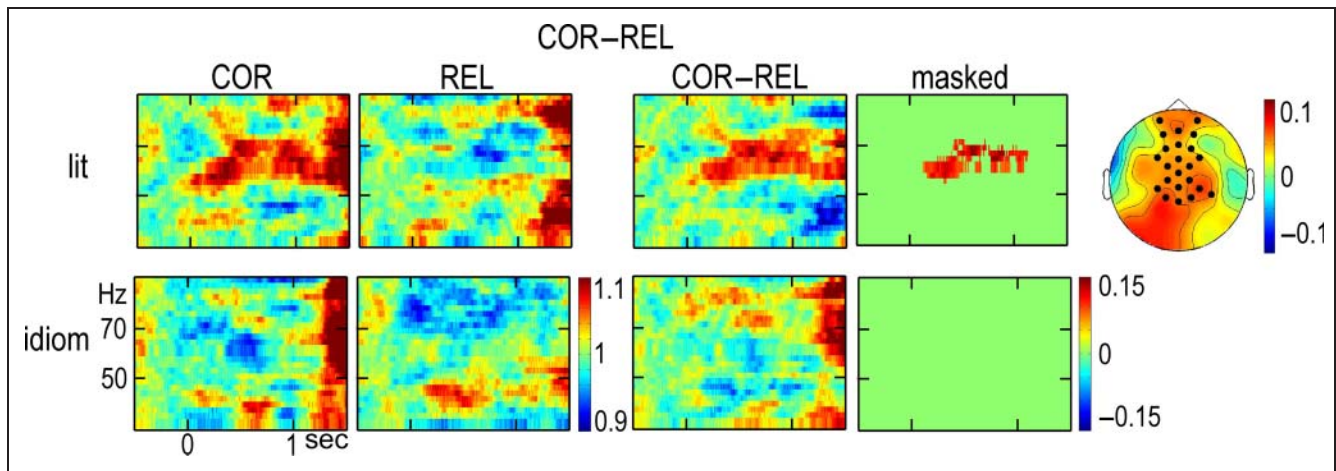 COR–REL
COR REL COR–REL masked
lit
0.1
0
–0.1
idiom
Hz
70
50
0 1 sec
1.1
1
0.9
0.15
0
–0.15